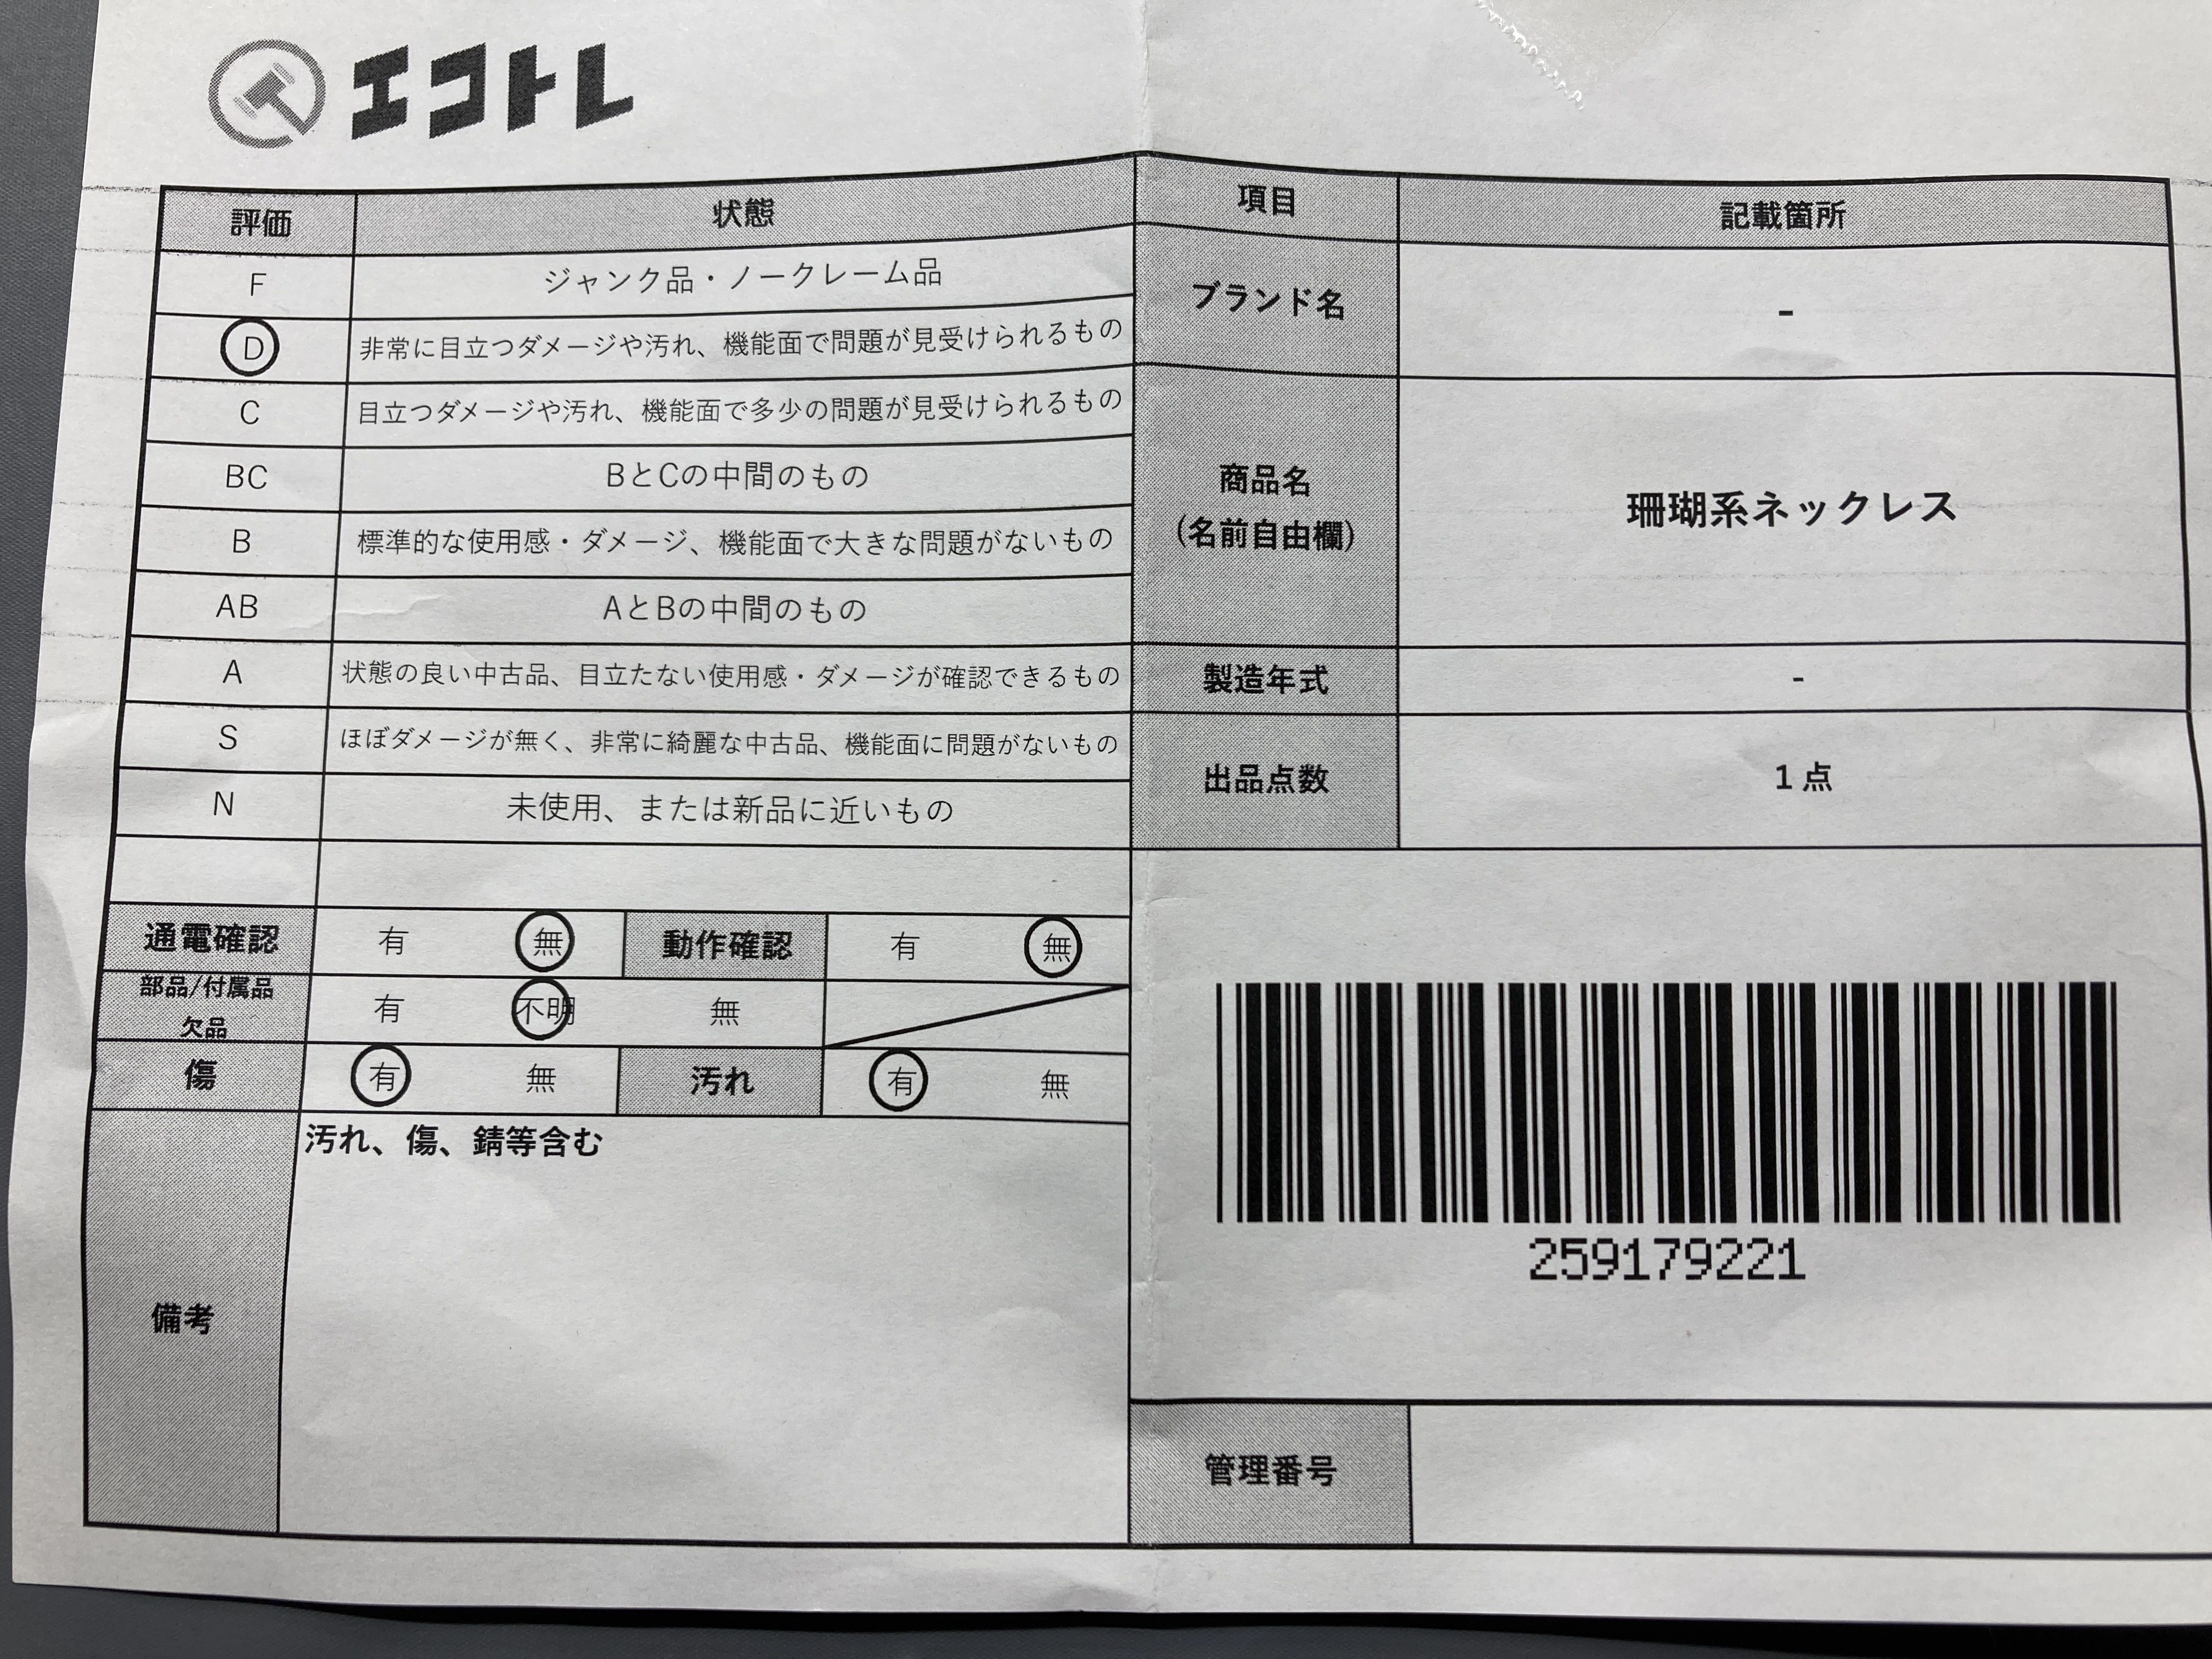 エコトレ
評価 状態
F ジャンク品・ノークレーム品
D 非常に目立つダメージや汚れ、機能面で問題が見受けられるもの
C 目立つダメージや汚れ、機能面で多少の問題が見受けられるもの
BC BとCの中間のもの
B 標準的な使用感・ダメージ、機能面で大きな問題がないもの
AB AとBの中間のもの
A 状態の良い中古品、目立たない使用感・ダメージが確認できるもの
S ほぼダメージが無く、非常に綺麗な中古品、機能面に問題がないもの
N 未使用、または新品に近いもの
通電確認 有 無 動作確認 有 無
部品/付属品
欠品 有 不明 無
傷 有 無 汚れ 有 無
備考 汚れ、傷、錆等含む
項目 記載箇所
ブランド名 -
商品名
(名前自由欄) 珊瑚系ネックレス
製造年式 -
出品点数 1点
259179221
管理番号